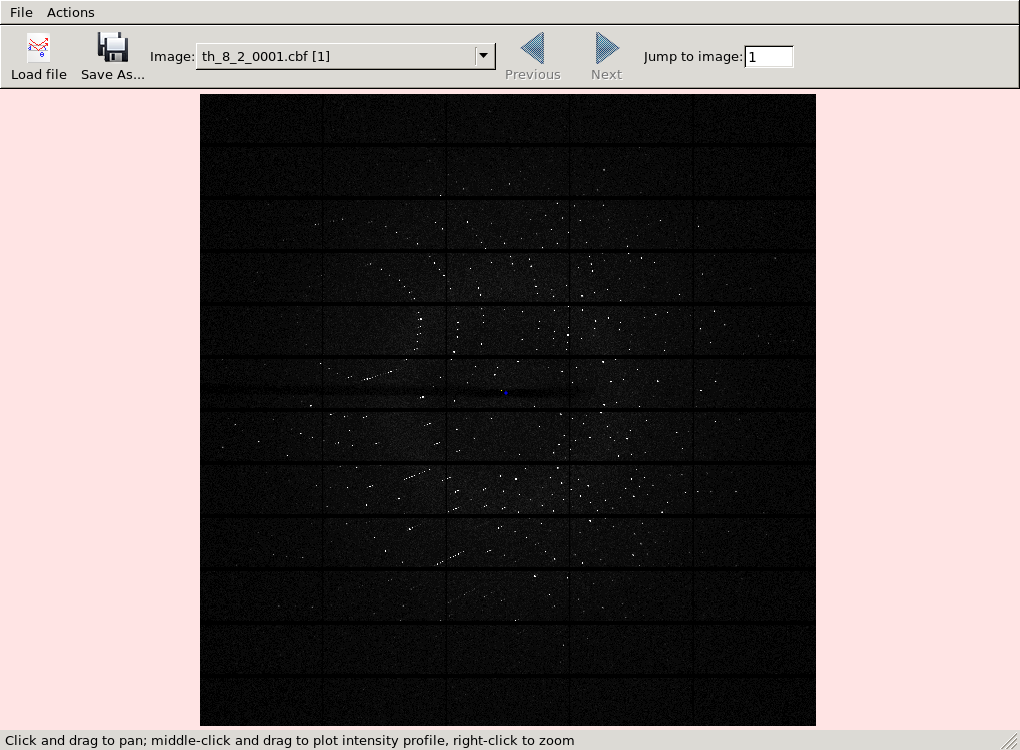 File Actions
Load file Save As... Image: th_8_2_0001.cbf [1] Previous Next Jump to image: 1
Click and drag to pan; middle-click and drag to plot intensity profile, right-click to zoom